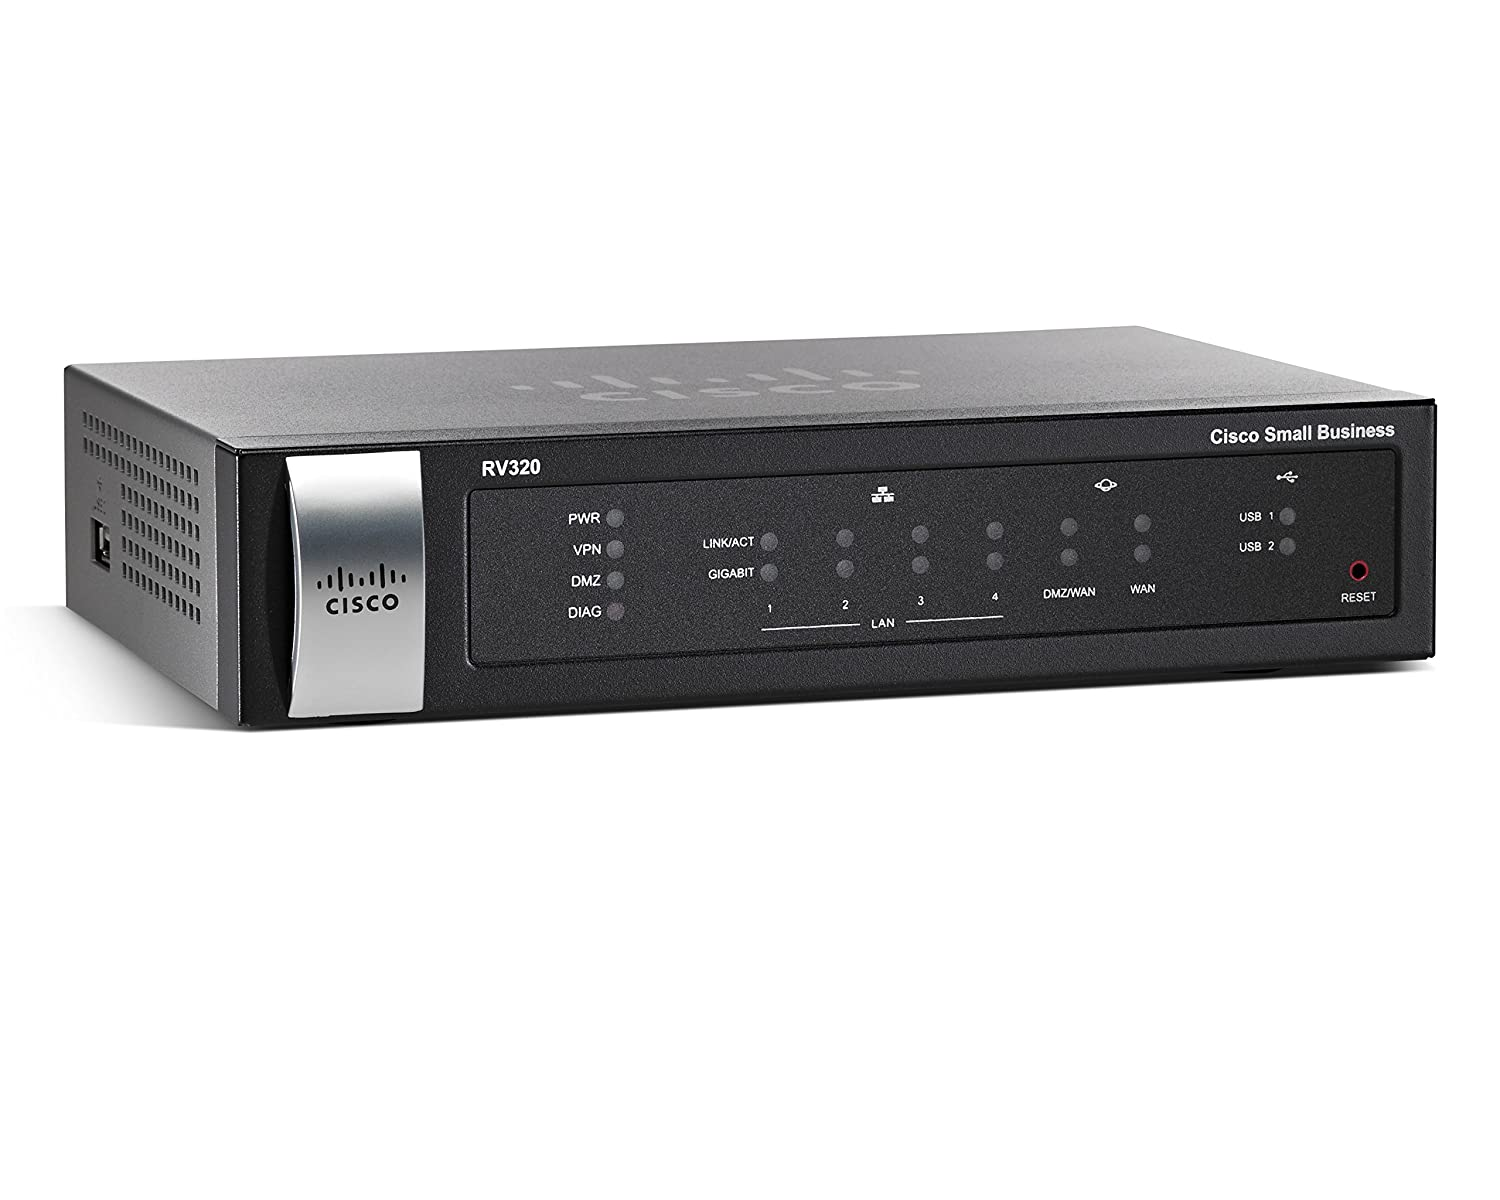 CISCO
Cisco Small Business
RV320
CISCO
PWR
VPN
DMZ
DIAG
LINK/ACT
GIGABIT
1 2 3 4
LAN
DMZ/WAN
WAN
USB 1
USB 2
RESET